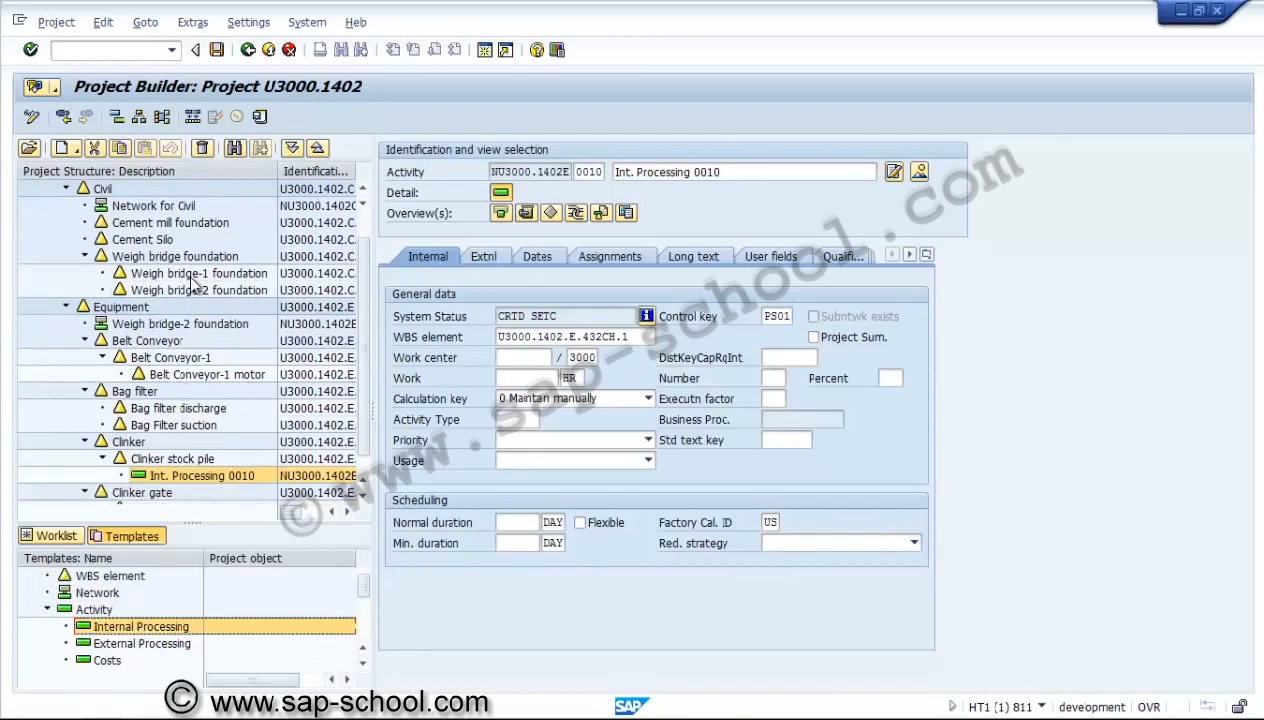 Project Edit Goto Extras Settings System Help
Project Builder: Project U3000.1402
Project Structure: Description Identificati...
Civil U3000.1402.C
Network for Civil NU3000.1402C
Cement mill foundation U3000.1402.C.
Cement Silo U3000.1402.C.
Weigh bridge foundation U3000.1402.C.
Weigh bridge-1 foundation U3000.1402.C.
Weigh bridge-2 foundation U3000.1402.C.
Equipment U3000.1402.E
Weigh bridge-2 foundation NU3000.1402E
Belt Conveyor U3000.1402.E.
Belt Conveyor-1 U3000.1402.E.
Belt Conveyor-1 motor U3000.1402.E.
Bag filter U3000.1402.E.
Bag filter discharge U3000.1402.E.
Bag Filter suction U3000.1402.E.
Clinker U3000.1402.E.
Clinker stock pile U3000.1402.E.
Int. Processing 0010 NU3000.1402E
Clinker gate U3000.1402.E.
Worklist Templates
Templates: Name Project object
WBS element
Network
Activity
Internal Processing
External Processing
Costs
Identification and view selection
Activity NU3000.1402E 0010 Int. Processing 0010
Detail:
Overview(s):
Internal Extnl Dates Assignments Long text User fields Qualifi...
General data
System Status CRTD SETC Control key PS01 Subntwk exists
WBS element U3000.1402.E.432CH.1 Project Sum.
Work center / 3000 DistKeyCapRqInt
Work HR Number Percent
Calculation key 0 Maintan manually Executn factor
Activity Type Business Proc.
Priority Std text key
Usage
Scheduling
Normal duration DAY Flexible Factory Cal. ID US
Min. duration DAY Red. strategy
© www.sap-school.com
© www.sap-school.com
SAP HT1 (1) 811 deveiopment OVR